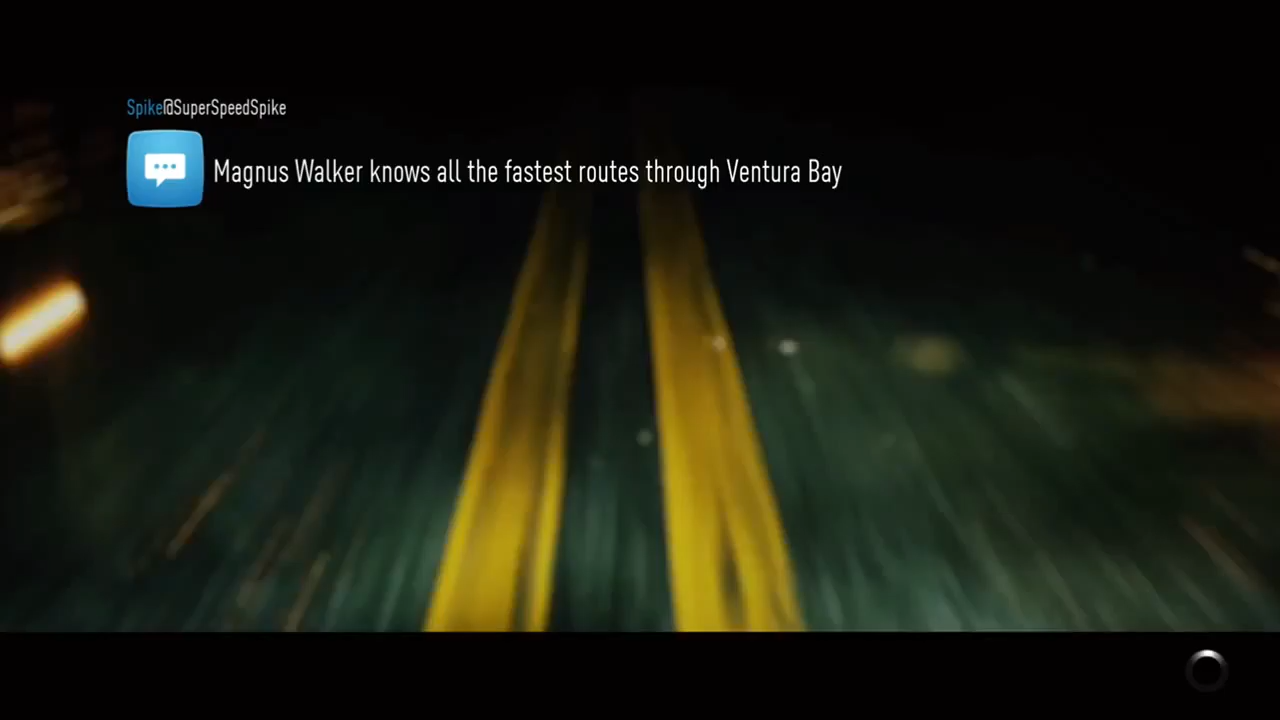 Spike@SuperSpeedSpike
Magnus Walker knows all the fastest routes through Ventura Bay